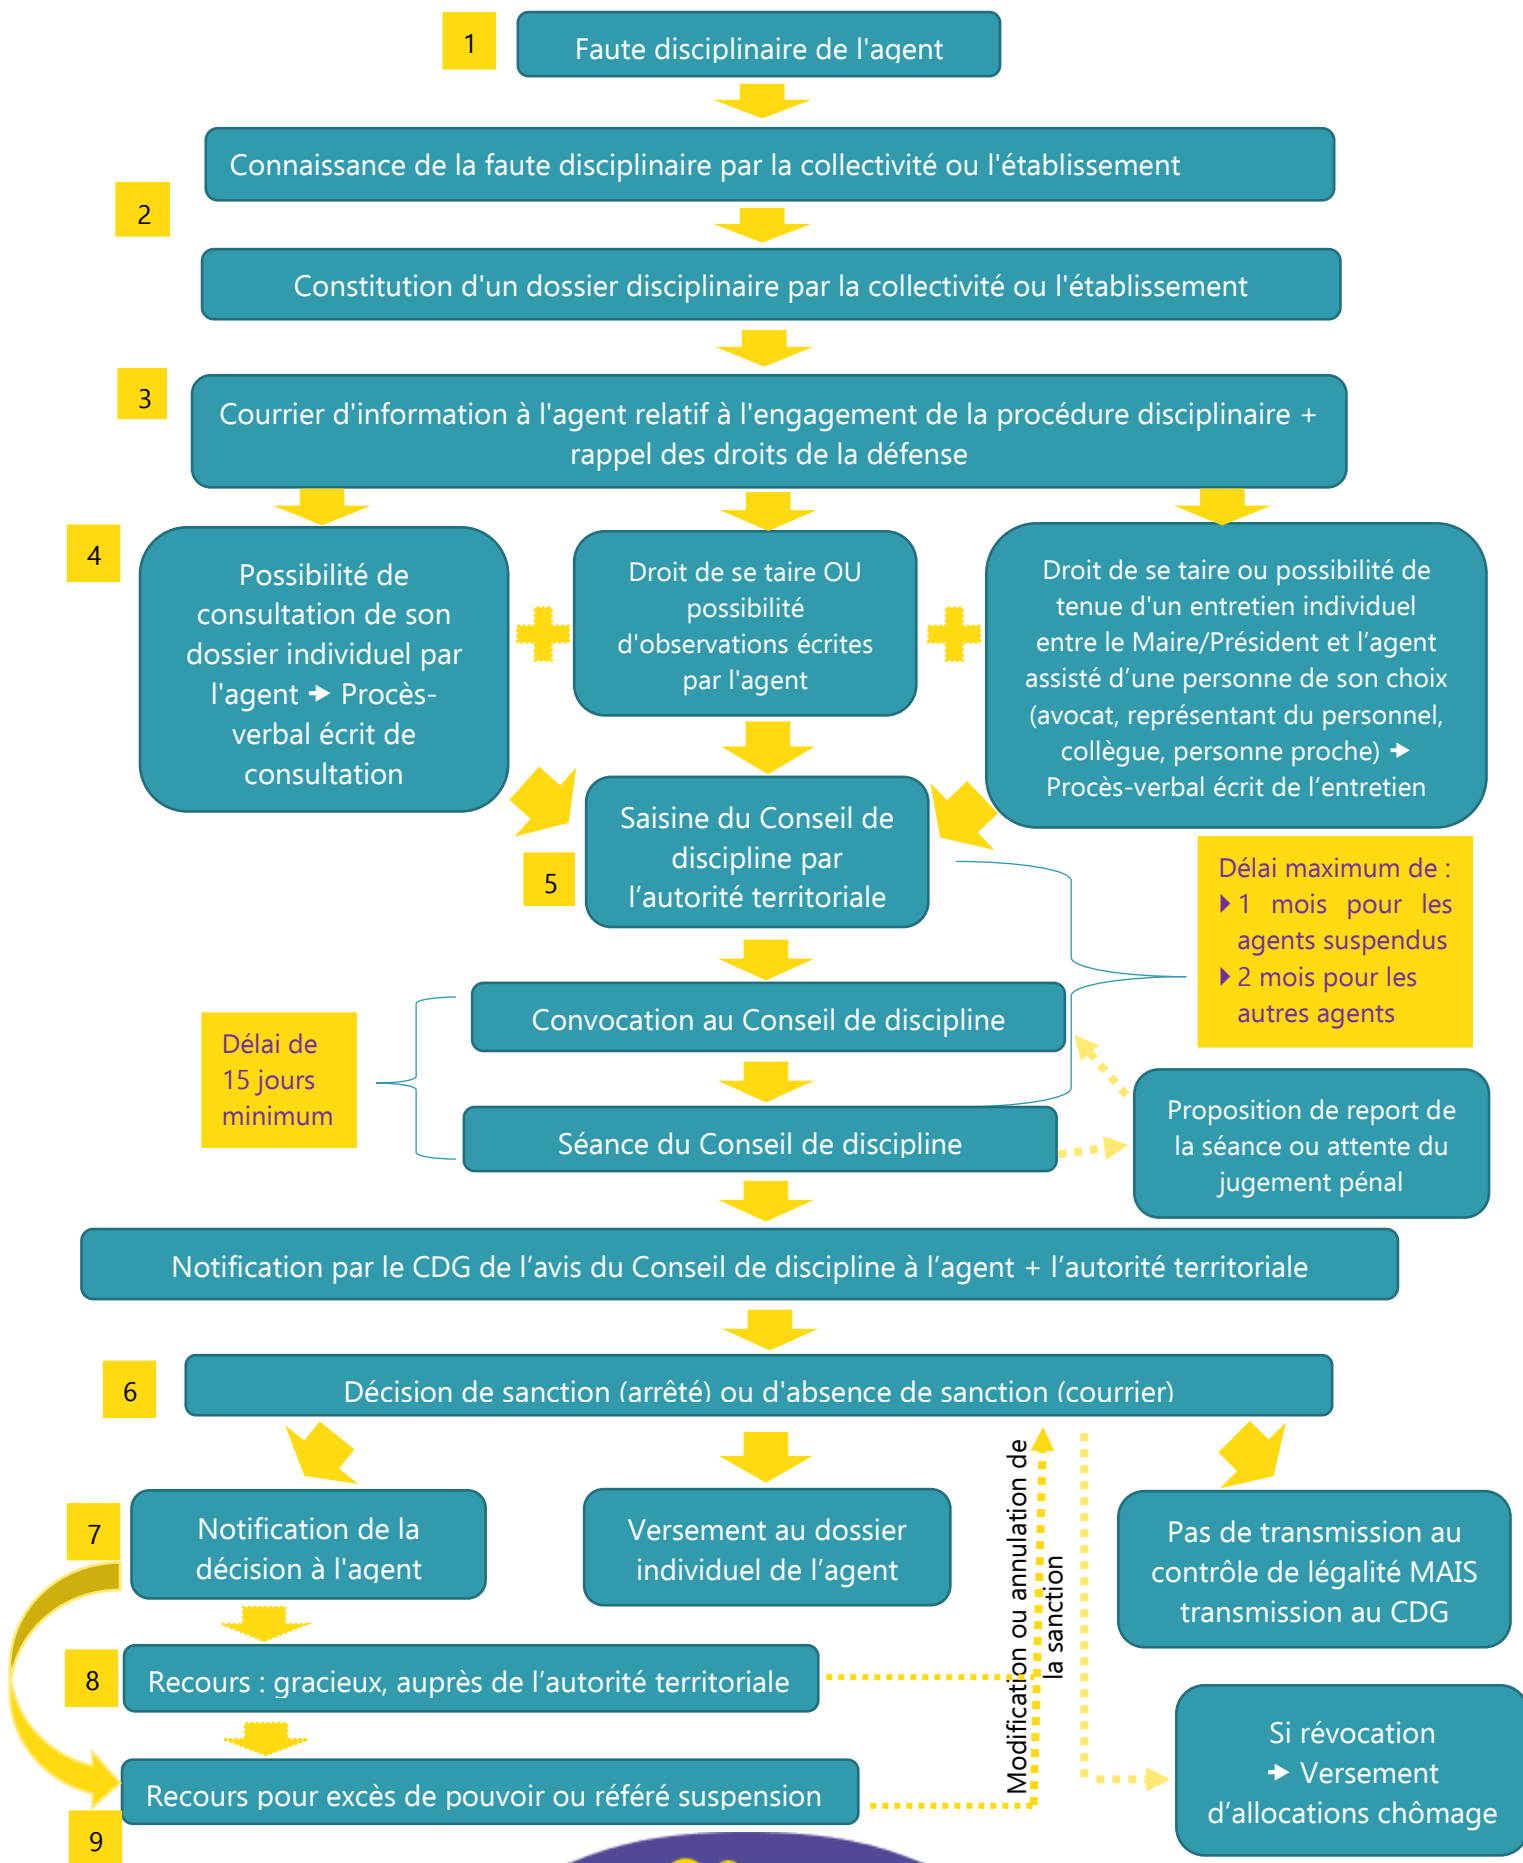 1
Faute disciplinaire de l'agent
Connaissance de la faute disciplinaire par la collectivité ou l'établissement
2
Constitution d'un dossier disciplinaire par la collectivité ou l'établissement
3
Courrier d'information à l'agent relatif à l'engagement de la procédure disciplinaire +
rappel des droits de la défense
4
Possibilité de
consultation de son
dossier individuel par
l'agent ➜ Procès-
verbal écrit de
consultation
Droit de se taire OU
possibilité
d'observations écrites
par l'agent
Droit de se taire ou possibilité de
tenue d'un entretien individuel
entre le Maire/Président et l’agent
assisté d’une personne de son choix
(avocat, représentant du personnel,
collègue, personne proche) ➜
Procès-verbal écrit de l’entretien
5
Saisine du Conseil de
discipline par
l’autorité territoriale
Délai maximum de :
1 mois pour les
agents suspendus
2 mois pour les
autres agents
Convocation au Conseil de discipline
Délai de
15 jours
minimum
Séance du Conseil de discipline
Proposition de report de
la séance ou attente du
jugement pénal
Notification par le CDG de l’avis du Conseil de discipline à l’agent + l’autorité territoriale
6
Décision de sanction (arrêté) ou d'absence de sanction (courrier)
7
Notification de la
décision à l'agent
Versement au dossier
individuel de l’agent
Modification ou annulation de
la sanction
Pas de transmission au
contrôle de légalité MAIS
transmission au CDG
8
Recours : gracieux, auprès de l’autorité territoriale
Si révocation
➜ Versement
d’allocations chômage
9
Recours pour excès de pouvoir ou référé suspension